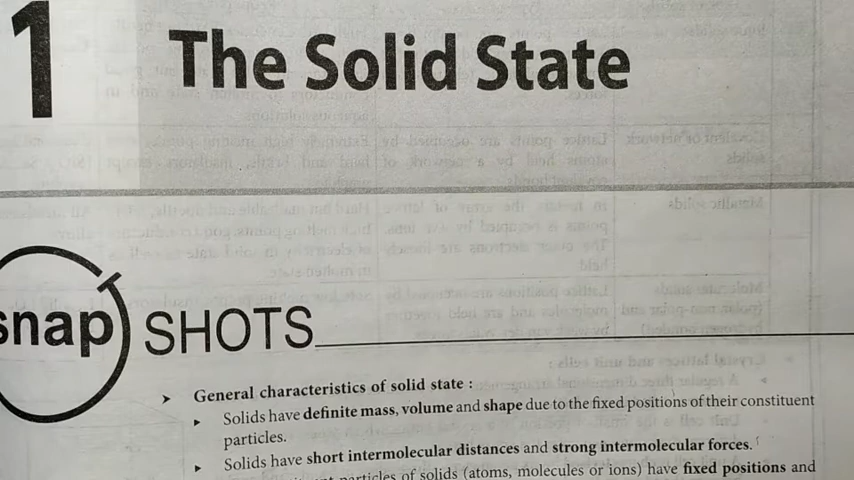 1 The Solid State
snap SHOTS
➤ General characteristics of solid state :
▸ Solids have definite mass, volume and shape due to the fixed positions of their constituent
particles.
▸ Solids have short intermolecular distances and strong intermolecular forces.
particles of solids (atoms, molecules or ions) have fixed positions and